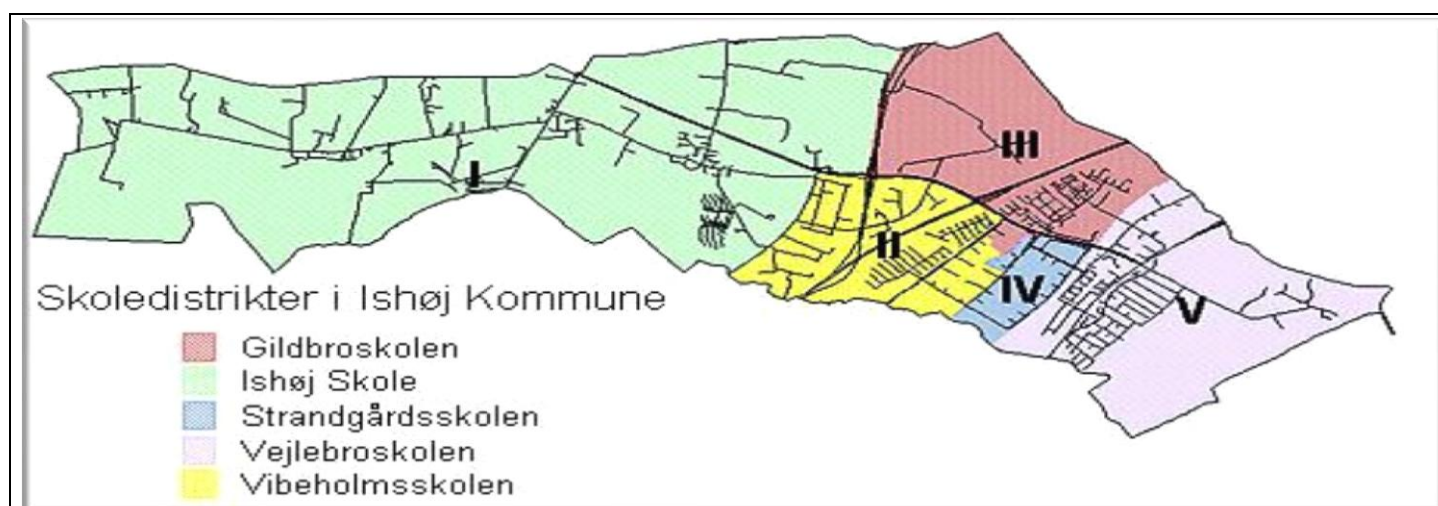 III
I
II
IV
V
Skoledistrikter i Ishøj Kommune
Gildbroskolen
Ishøj Skole
Strandgårdsskolen
Vejlebroskolen
Vibeholmsskolen